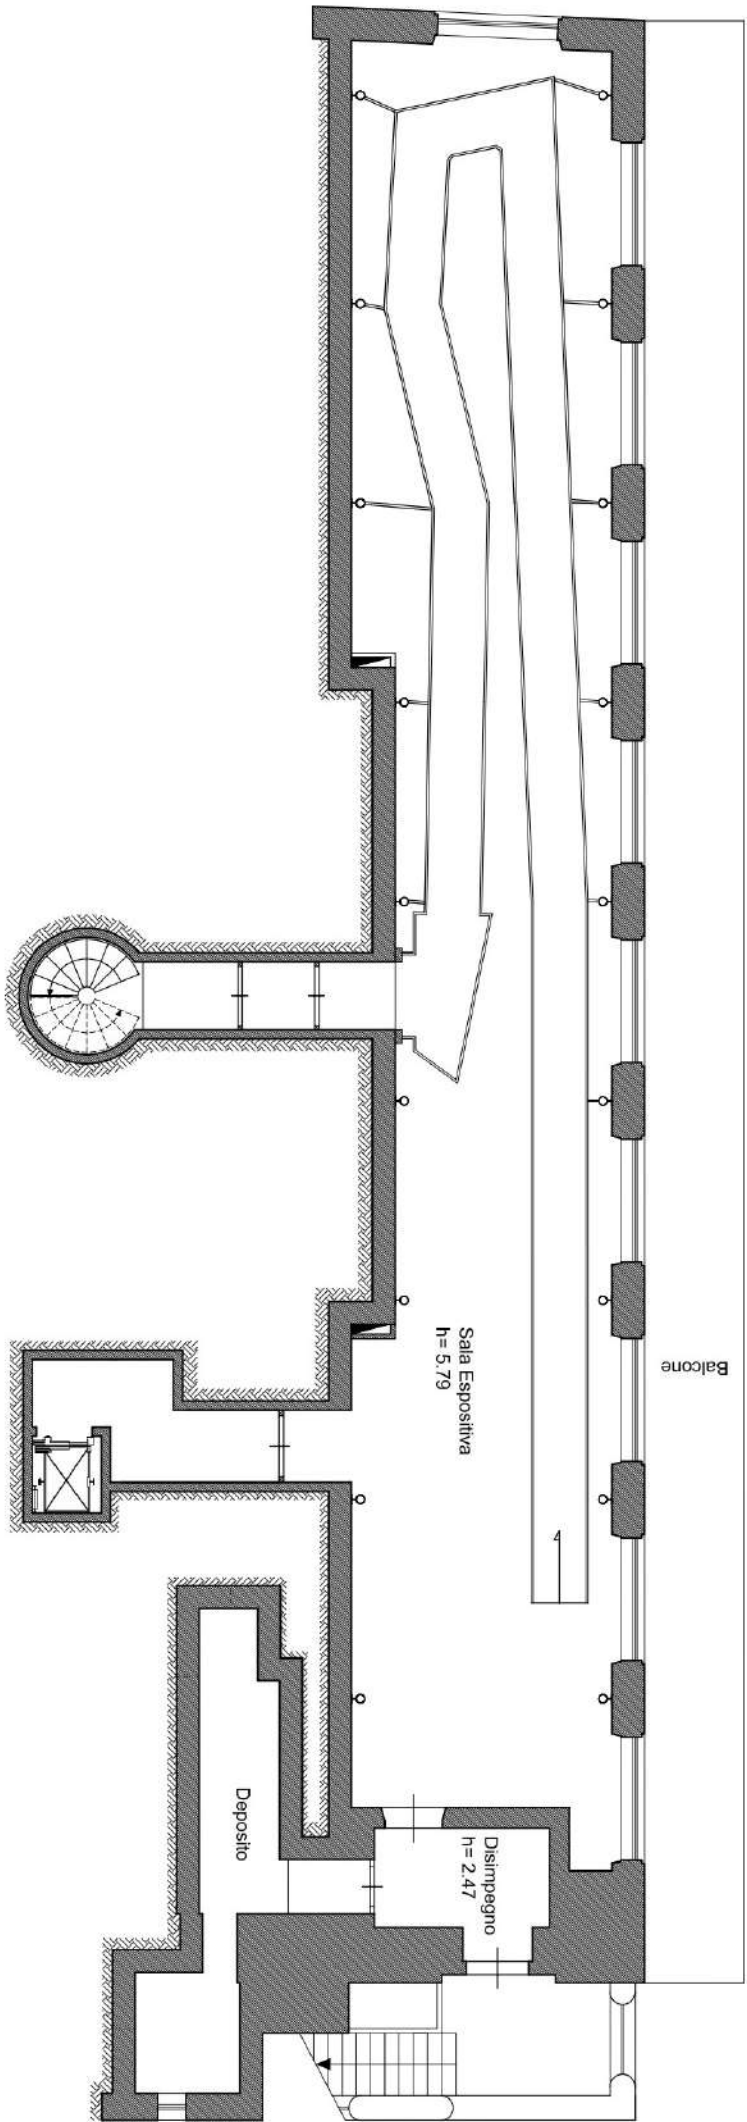 Balcone
Sala Espositiva
h= 5.79
Disimpegno
h= 2.47
Deposito